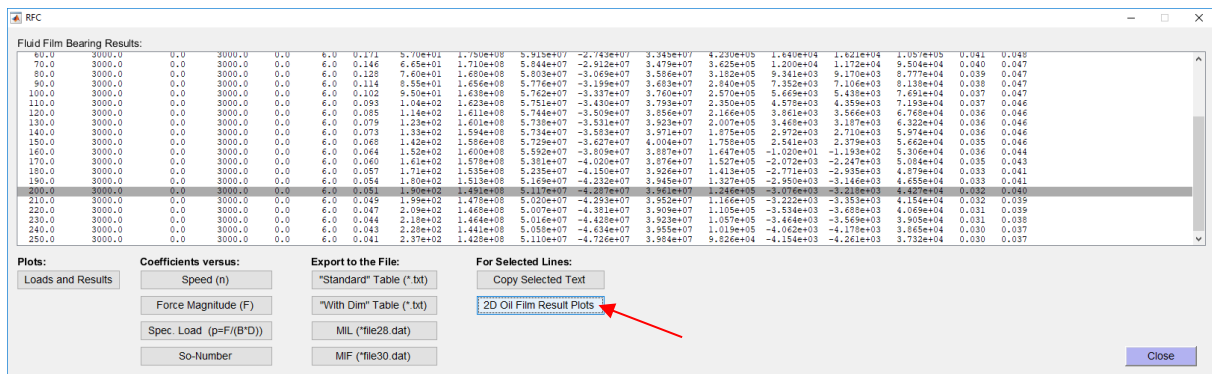 RFC
Fluid Film Bearing Results:
60.0 3000.0 0.0 3000.0 0.0 6.0 0.171 5.70e+01 1.750e+08 5.915e+07 -2.743e+07 3.345e+07 4.230e+05 1.640e+04 1.621e+04 1.057e+05 0.041 0.048
70.0 3000.0 0.0 3000.0 0.0 6.0 0.146 6.65e+01 1.710e+08 5.844e+07 -2.912e+07 3.479e+07 3.625e+05 1.200e+04 1.172e+04 9.504e+04 0.040 0.047
80.0 3000.0 0.0 3000.0 0.0 6.0 0.128 7.60e+01 1.680e+08 5.803e+07 -3.069e+07 3.586e+07 3.182e+05 9.341e+03 9.170e+03 8.777e+04 0.039 0.047
90.0 3000.0 0.0 3000.0 0.0 6.0 0.114 8.55e+01 1.656e+08 5.776e+07 -3.199e+07 3.683e+07 2.840e+05 7.352e+03 7.106e+03 8.138e+04 0.038 0.047
100.0 3000.0 0.0 3000.0 0.0 6.0 0.102 9.50e+01 1.638e+08 5.762e+07 -3.337e+07 3.760e+07 2.570e+05 5.669e+03 5.438e+03 7.691e+04 0.037 0.047
110.0 3000.0 0.0 3000.0 0.0 6.0 0.093 1.04e+02 1.623e+08 5.751e+07 -3.430e+07 3.793e+07 2.350e+05 4.578e+03 4.359e+03 7.193e+04 0.037 0.046
120.0 3000.0 0.0 3000.0 0.0 6.0 0.085 1.14e+02 1.611e+08 5.744e+07 -3.509e+07 3.856e+07 2.166e+05 3.861e+03 3.566e+03 6.768e+04 0.036 0.046
130.0 3000.0 0.0 3000.0 0.0 6.0 0.079 1.23e+02 1.601e+08 5.738e+07 -3.531e+07 3.923e+07 2.007e+05 3.468e+03 3.187e+03 6.322e+04 0.036 0.046
140.0 3000.0 0.0 3000.0 0.0 6.0 0.073 1.33e+02 1.594e+08 5.734e+07 -3.583e+07 3.971e+07 1.875e+05 2.972e+03 2.710e+03 5.974e+04 0.036 0.046
150.0 3000.0 0.0 3000.0 0.0 6.0 0.068 1.42e+02 1.586e+08 5.729e+07 -3.627e+07 4.004e+07 1.758e+05 2.541e+03 2.379e+03 5.662e+04 0.035 0.046
160.0 3000.0 0.0 3000.0 0.0 6.0 0.064 1.52e+02 1.600e+08 5.592e+07 -3.809e+07 3.887e+07 1.647e+05 -1.020e+01 -1.193e+02 5.306e+04 0.036 0.044
170.0 3000.0 0.0 3000.0 0.0 6.0 0.060 1.61e+02 1.578e+08 5.381e+07 -4.020e+07 3.876e+07 1.527e+05 -2.072e+03 -2.247e+03 5.084e+04 0.035 0.043
180.0 3000.0 0.0 3000.0 0.0 6.0 0.057 1.71e+02 1.535e+08 5.235e+07 -4.150e+07 3.926e+07 1.413e+05 -2.771e+03 -2.935e+03 4.879e+04 0.033 0.041
190.0 3000.0 0.0 3000.0 0.0 6.0 0.054 1.80e+02 1.513e+08 5.169e+07 -4.232e+07 3.945e+07 1.327e+05 -2.950e+03 -3.146e+03 4.655e+04 0.033 0.041
200.0 3000.0 0.0 3000.0 0.0 6.0 0.051 1.90e+02 1.491e+08 5.117e+07 -4.287e+07 3.961e+07 1.246e+05 -3.076e+03 -3.218e+03 4.427e+04 0.032 0.040
210.0 3000.0 0.0 3000.0 0.0 6.0 0.049 1.99e+02 1.478e+08 5.020e+07 -4.293e+07 3.952e+07 1.166e+05 -3.222e+03 -3.353e+03 4.154e+04 0.032 0.039
220.0 3000.0 0.0 3000.0 0.0 6.0 0.047 2.09e+02 1.468e+08 5.007e+07 -4.381e+07 3.909e+07 1.105e+05 -3.534e+03 -3.688e+03 4.069e+04 0.031 0.039
230.0 3000.0 0.0 3000.0 0.0 6.0 0.044 2.18e+02 1.464e+08 5.016e+07 -4.428e+07 3.923e+07 1.057e+05 -3.464e+03 -3.569e+03 3.905e+04 0.031 0.038
240.0 3000.0 0.0 3000.0 0.0 6.0 0.043 2.28e+02 1.441e+08 5.058e+07 -4.634e+07 3.955e+07 1.019e+05 -4.062e+03 -4.178e+03 3.865e+04 0.030 0.037
250.0 3000.0 0.0 3000.0 0.0 6.0 0.041 2.37e+02 1.428e+08 5.110e+07 -4.726e+07 3.984e+07 9.826e+04 -4.154e+03 -4.261e+03 3.732e+04 0.030 0.037
Plots: Coefficients versus: Export to the File: For Selected Lines:
Loads and Results Speed (n) "Standard" Table (*.txt) Copy Selected Text
Force Magnitude (F) "With Dim" Table (*.txt) 2D Oil Film Result Plots
Spec. Load (p=F/(B*D)) MIL (*file28.dat)
So-Number MIF (*file30.dat) Close